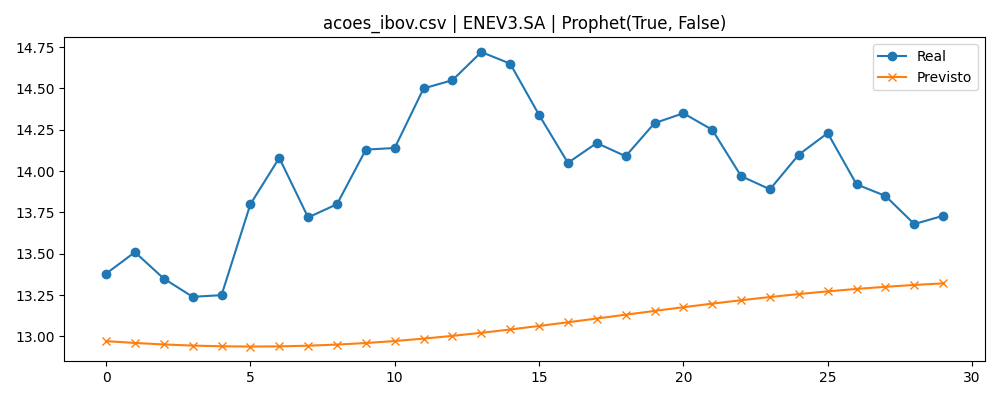 acoes_ibov.csv | ENEV3.SA | Prophet(True, False)
Real
Previsto
14.75
14.50
14.25
14.00
13.75
13.50
13.25
13.00
0 5 10 15 20 25 30